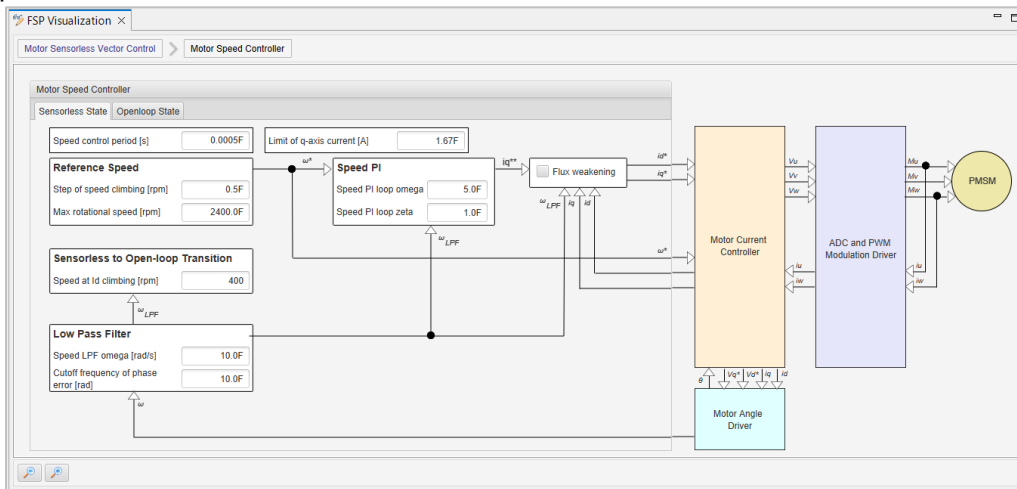 FSP Visualization
Motor Sensorless Vector Control
Motor Speed Controller
Motor Speed Controller
Sensorless State
Openloop State
Speed control period [s]
0.0005F
Limit of q-axis current [A]
1.67F
Reference Speed
Step of speed climbing [rpm]
0.5F
Max rotational speed [rpm]
2400.0F
ω*
Speed PI
Speed PI loop omega
5.0F
Speed PI loop zeta
1.0F
iq**
Flux weakening
ω LPF
iq
id
id*
iq*
ω LPF
ω*
Sensorless to Open-loop Transition
Speed at Id climbing [rpm]
400
ω LPF
Low Pass Filter
Speed LPF omega [rad/s]
10.0F
Cutoff frequency of phase
error [rad]
10.0F
ω
Motor Current
Controller
Vu
Vv
Vw
iu
iw
ADC and PWM
Modulation Driver
Mu
Mv
Mw
iu
iw
PMSM
θ
Vq*
Vd*
iq
id
Motor Angle
Driver